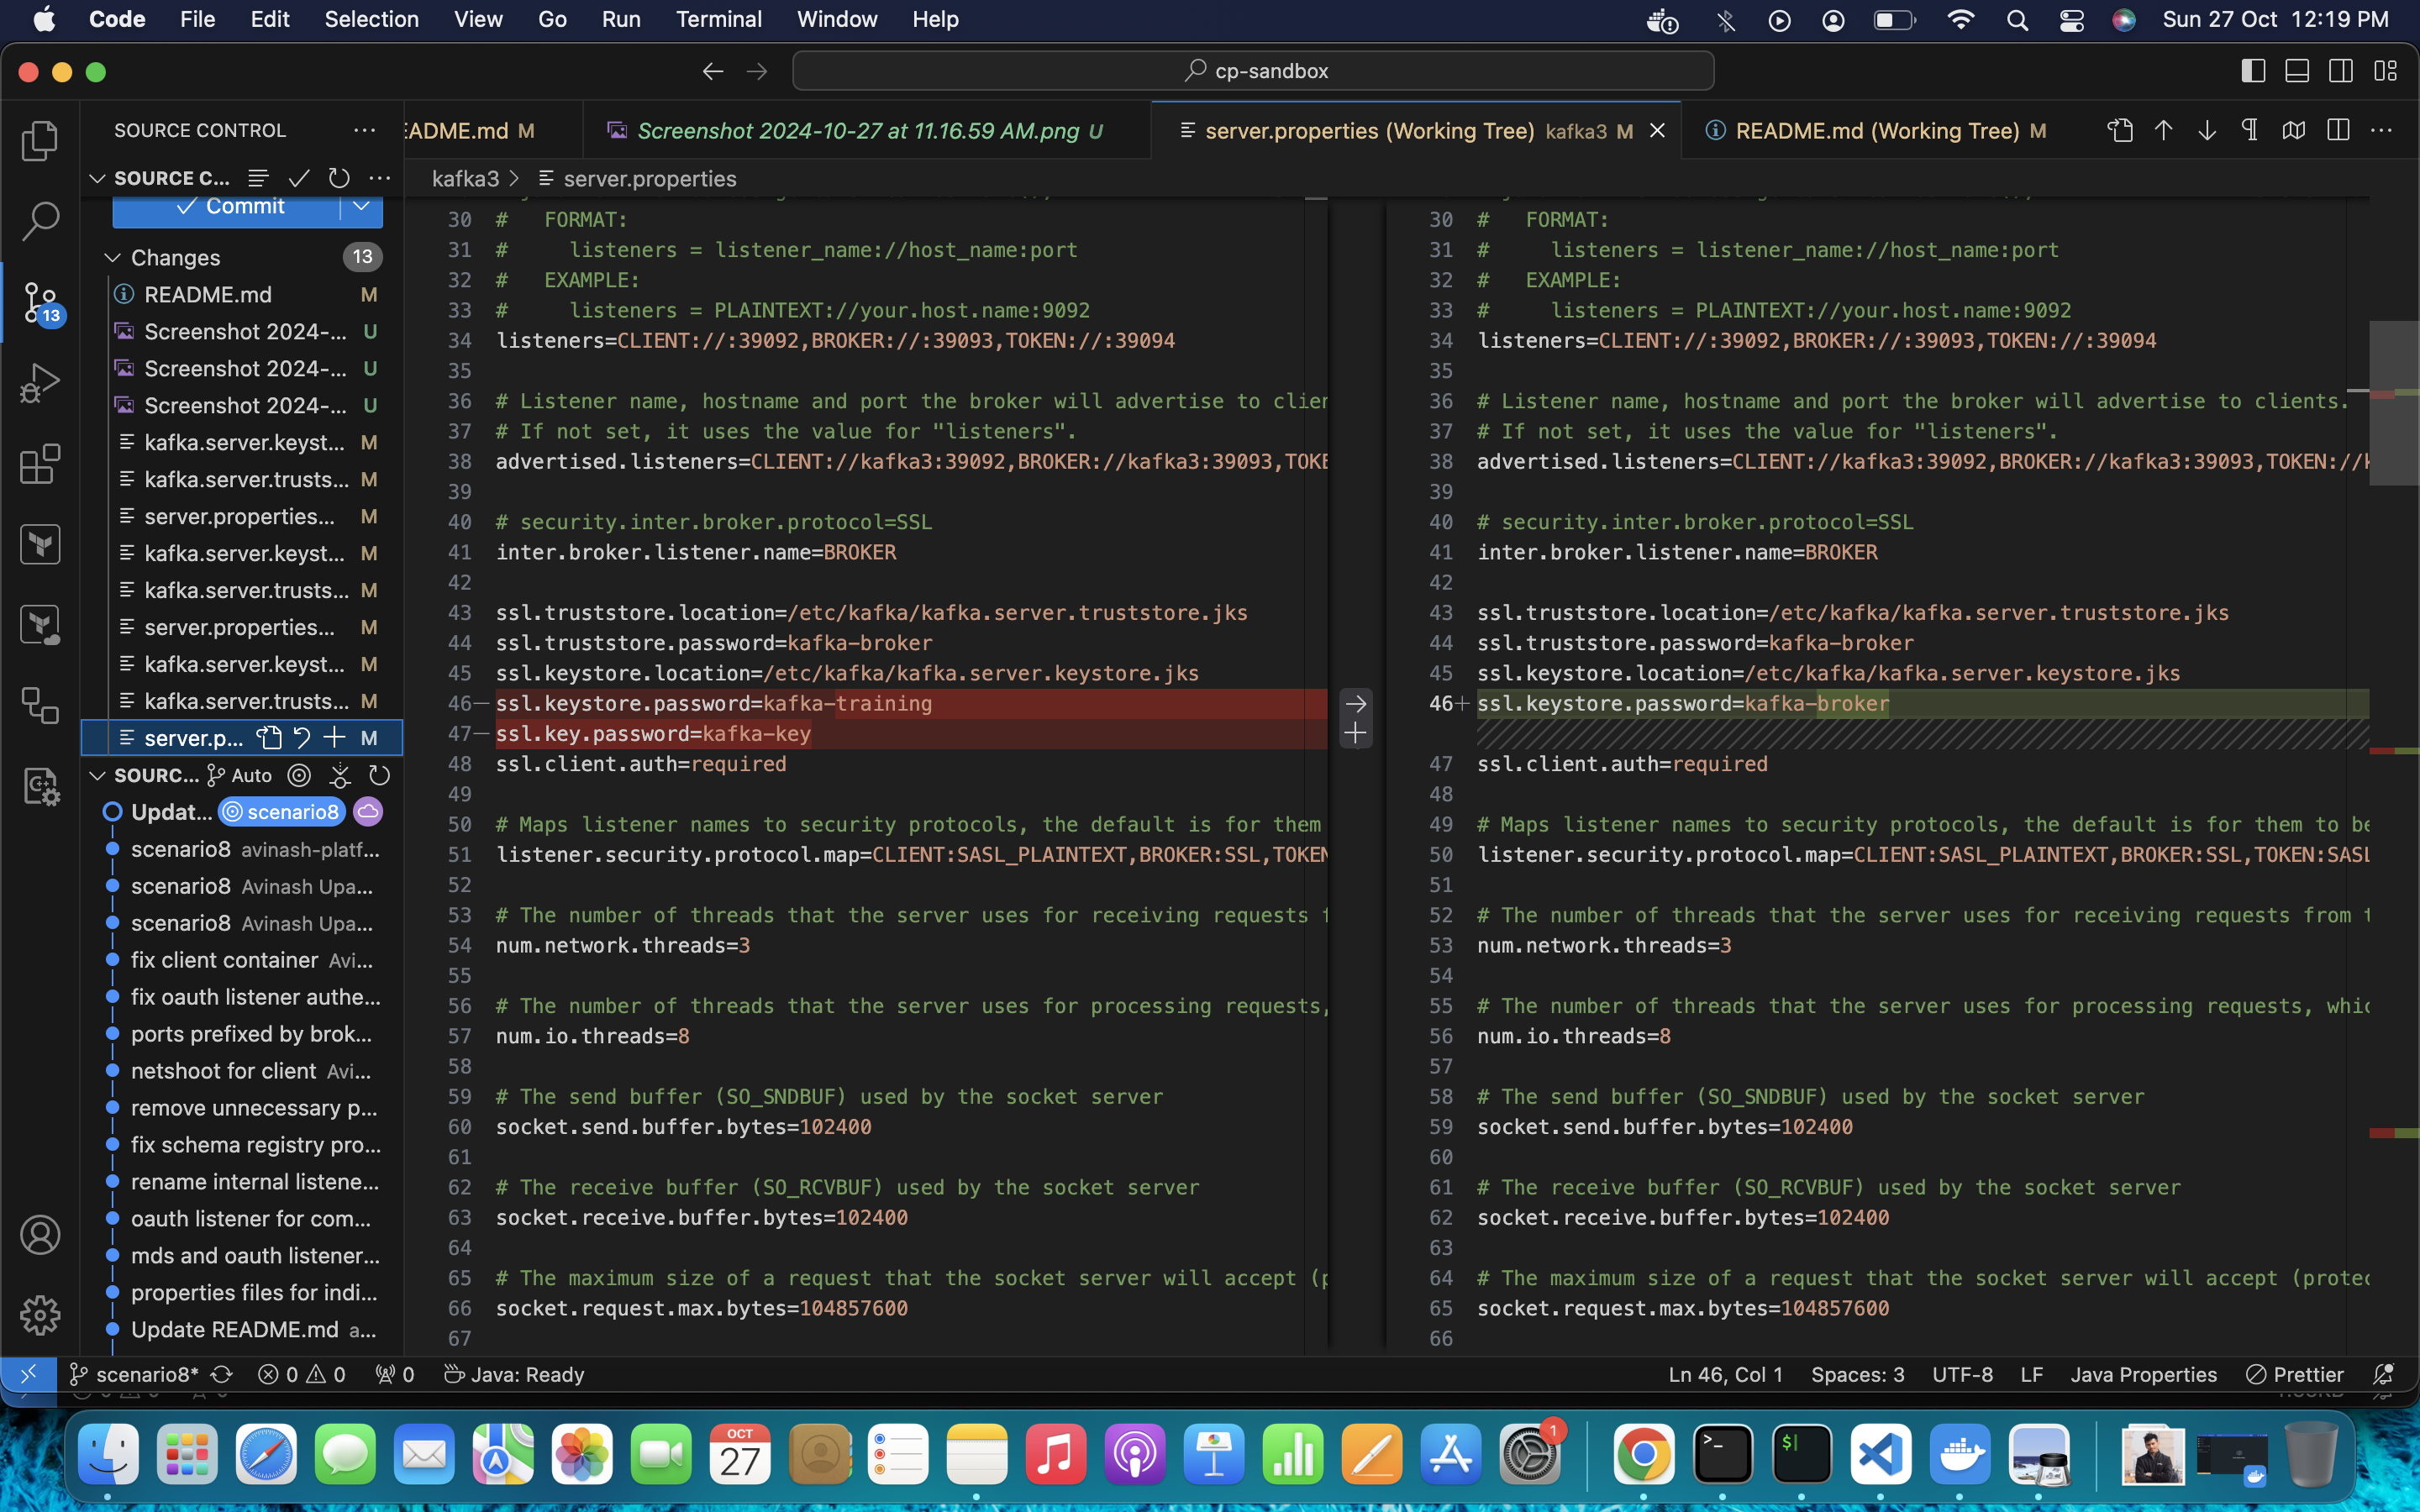 Code File Edit Selection View Go Run Terminal Window Help Sun 27 Oct 12:19 PM
cp-sandbox
SOURCE CONTROL
EADME.md M
Screenshot 2024-10-27 at 11.16.59 AM.png U
server.properties (Working Tree) kafka3 M
README.md (Working Tree) M
SOURCE C...
Commit
Changes 13
README.md M
Screenshot 2024-... U
Screenshot 2024-... U
Screenshot 2024-... U
kafka.server.keyst... M
kafka.server.trusts... M
server.properties... M
kafka.server.keyst... M
kafka.server.trusts... M
server.properties... M
kafka.server.keyst... M
kafka.server.trusts... M
server.p... M
13
SOURC... Auto
Updat... scenario8
scenario8 avinash-platf...
scenario8 Avinash Upa...
scenario8 Avinash Upa...
fix client container Avi...
fix oauth listener authe...
ports prefixed by brok...
netshoot for client Avi...
remove unnecessary p...
fix schema registry pro...
rename internal listene...
oauth listener for com...
mds and oauth listener...
properties files for indi...
Update README.md a...
kafka3 > server.properties
30 # FORMAT:
31 # listeners = listener_name://host_name:port
32 # EXAMPLE:
33 # listeners = PLAINTEXT://your.host.name:9092
34 listeners=CLIENT://:39092,BROKER://:39093,TOKEN://:39094
35
36 # Listener name, hostname and port the broker will advertise to clien
37 # If not set, it uses the value for "listeners".
38 advertised.listeners=CLIENT://kafka3:39092,BROKER://kafka3:39093,TOKE
39
40 # security.inter.broker.protocol=SSL
41 inter.broker.listener.name=BROKER
42
43 ssl.truststore.location=/etc/kafka/kafka.server.truststore.jks
44 ssl.truststore.password=kafka-broker
45 ssl.keystore.location=/etc/kafka/kafka.server.keystore.jks
46— ssl.keystore.password=kafka-training
47— ssl.key.password=kafka-key
48 ssl.client.auth=required
49
50 # Maps listener names to security protocols, the default is for them
51 listener.security.protocol.map=CLIENT:SASL_PLAINTEXT,BROKER:SSL,TOKEN
52
53 # The number of threads that the server uses for receiving requests f
54 num.network.threads=3
55
56 # The number of threads that the server uses for processing requests,
57 num.io.threads=8
58
59 # The send buffer (SO_SNDBUF) used by the socket server
60 socket.send.buffer.bytes=102400
61
62 # The receive buffer (SO_RCVBUF) used by the socket server
63 socket.receive.buffer.bytes=102400
64
65 # The maximum size of a request that the socket server will accept (p
66 socket.request.max.bytes=104857600
67
30 # FORMAT:
31 # listeners = listener_name://host_name:port
32 # EXAMPLE:
33 # listeners = PLAINTEXT://your.host.name:9092
34 listeners=CLIENT://:39092,BROKER://:39093,TOKEN://:39094
35
36 # Listener name, hostname and port the broker will advertise to clients.
37 # If not set, it uses the value for "listeners".
38 advertised.listeners=CLIENT://kafka3:39092,BROKER://kafka3:39093,TOKEN://k
39
40 # security.inter.broker.protocol=SSL
41 inter.broker.listener.name=BROKER
42
43 ssl.truststore.location=/etc/kafka/kafka.server.truststore.jks
44 ssl.truststore.password=kafka-broker
45 ssl.keystore.location=/etc/kafka/kafka.server.keystore.jks
46+ ssl.keystore.password=kafka-broker
47 ssl.client.auth=required
48
49 # Maps listener names to security protocols, the default is for them to be
50 listener.security.protocol.map=CLIENT:SASL_PLAINTEXT,BROKER:SSL,TOKEN:SASL
51
52 # The number of threads that the server uses for receiving requests from t
53 num.network.threads=3
54
55 # The number of threads that the server uses for processing requests, whic
56 num.io.threads=8
57
58 # The send buffer (SO_SNDBUF) used by the socket server
59 socket.send.buffer.bytes=102400
60
61 # The receive buffer (SO_RCVBUF) used by the socket server
62 socket.receive.buffer.bytes=102400
63
64 # The maximum size of a request that the socket server will accept (protec
65 socket.request.max.bytes=104857600
66
scenario8* 0 0 0 Java: Ready Ln 46, Col 1 Spaces: 3 UTF-8 LF Java Properties Prettier
OCT
27
1